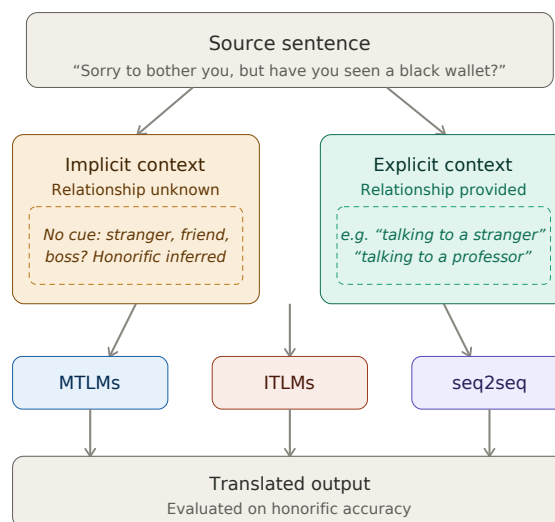 Source sentence
“Sorry to bother you, but have you seen a black wallet?”
Implicit context
Relationship unknown
No cue: stranger, friend,
boss? Honorific inferred
Explicit context
Relationship provided
e.g. “talking to a stranger”
“talking to a professor”
MTLMs
ITLMs
seq2seq
Translated output
Evaluated on honorific accuracy